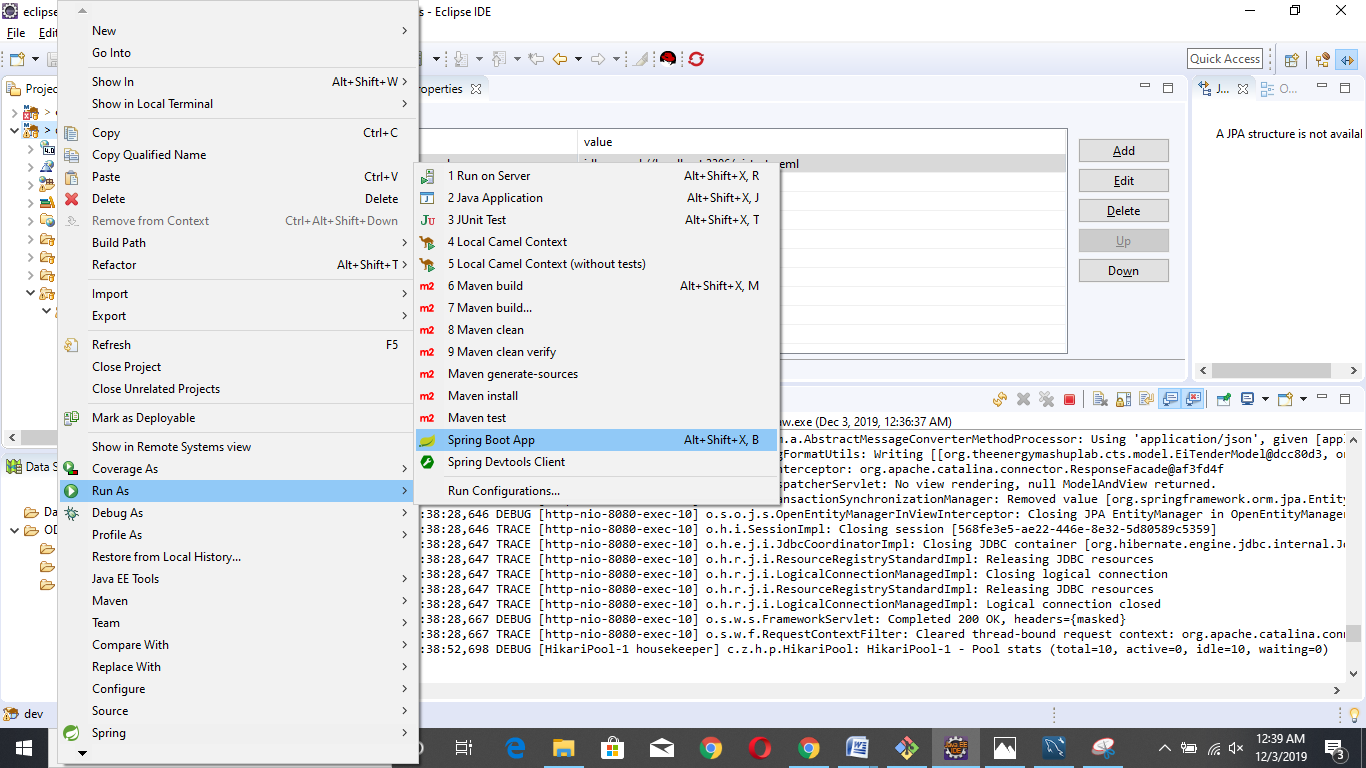 eclips
s - Eclipse IDE
File Edit
Quick Access
Projec
operties
J...
O...
New
Go Into
Show In Alt+Shift+W
Show in Local Terminal
Copy Ctrl+C
Copy Qualified Name
Paste Ctrl+V
Delete Delete
Remove from Context Ctrl+Alt+Shift+Down
Build Path
Refactor Alt+Shift+T
Import
Export
Refresh F5
Close Project
Close Unrelated Projects
Mark as Deployable
Show in Remote Systems view
Coverage As
Run As
Debug As
Profile As
Restore from Local History...
Java EE Tools
Maven
Team
Compare With
Replace With
Configure
Source
Spring
1 Run on Server Alt+Shift+X, R
2 Java Application Alt+Shift+X, J
3 JUnit Test Alt+Shift+X, T
4 Local Camel Context
5 Local Camel Context (without tests)
6 Maven build Alt+Shift+X, M
7 Maven build...
8 Maven clean
9 Maven clean verify
Maven generate-sources
Maven install
Maven test
Spring Boot App Alt+Shift+X, B
Spring Devtools Client
Run Configurations...
value
Add
Edit
Delete
Up
Down
A JPA structure is not availal
Data S
Da
OD
dev
w.exe (Dec 3, 2019, 12:36:37 AM)
m.a.AbstractMessageConverterMethodProcessor: Using 'application/json', given [appl
gFormatUtils: Writing [[org.theenergymashuplab.cts.model.EiTenderModel@dcc80d3, or
nterceptor: org.apache.catalina.connector.ResponseFacade@af3fd4f
spatcherServlet: No view rendering, null ModelAndView returned.
ansactionSynchronizationManager: Removed value [org.springframework.orm.jpa.Entity
:38:28,646 DEBUG [http-nio-8080-exec-10] o.s.o.j.s.OpenEntityManagerInViewInterceptor: Closing JPA EntityManager in OpenEntityManag
:38:28,646 TRACE [http-nio-8080-exec-10] o.h.i.SessionImpl: Closing session [568fe3e5-ae22-446e-8e32-5d80589c5359]
:38:28,647 TRACE [http-nio-8080-exec-10] o.h.e.j.i.JdbcCoordinatorImpl: Closing JDBC container [org.hibernate.engine.jdbc.internal.Jd
:38:28,647 TRACE [http-nio-8080-exec-10] o.h.r.j.i.ResourceRegistryStandardImpl: Releasing JDBC resources
:38:28,647 TRACE [http-nio-8080-exec-10] o.h.r.j.i.LogicalConnectionManagedImpl: Closing logical connection
:38:28,647 TRACE [http-nio-8080-exec-10] o.h.r.j.i.ResourceRegistryStandardImpl: Releasing JDBC resources
:38:28,647 TRACE [http-nio-8080-exec-10] o.h.r.j.i.LogicalConnectionManagedImpl: Logical connection closed
:38:28,667 DEBUG [http-nio-8080-exec-10] o.s.w.s.FrameworkServlet: Completed 200 OK, headers={masked}
:38:28,667 TRACE [http-nio-8080-exec-10] o.s.w.f.RequestContextFilter: Cleared thread-bound request context: org.apache.catalina.conn
:38:52,698 DEBUG [HikariPool-1 housekeeper] c.z.h.p.HikariPool: HikariPool-1 - Pool stats (total=10, active=0, idle=10, waiting=0)
12:39 AM
12/3/2019
3